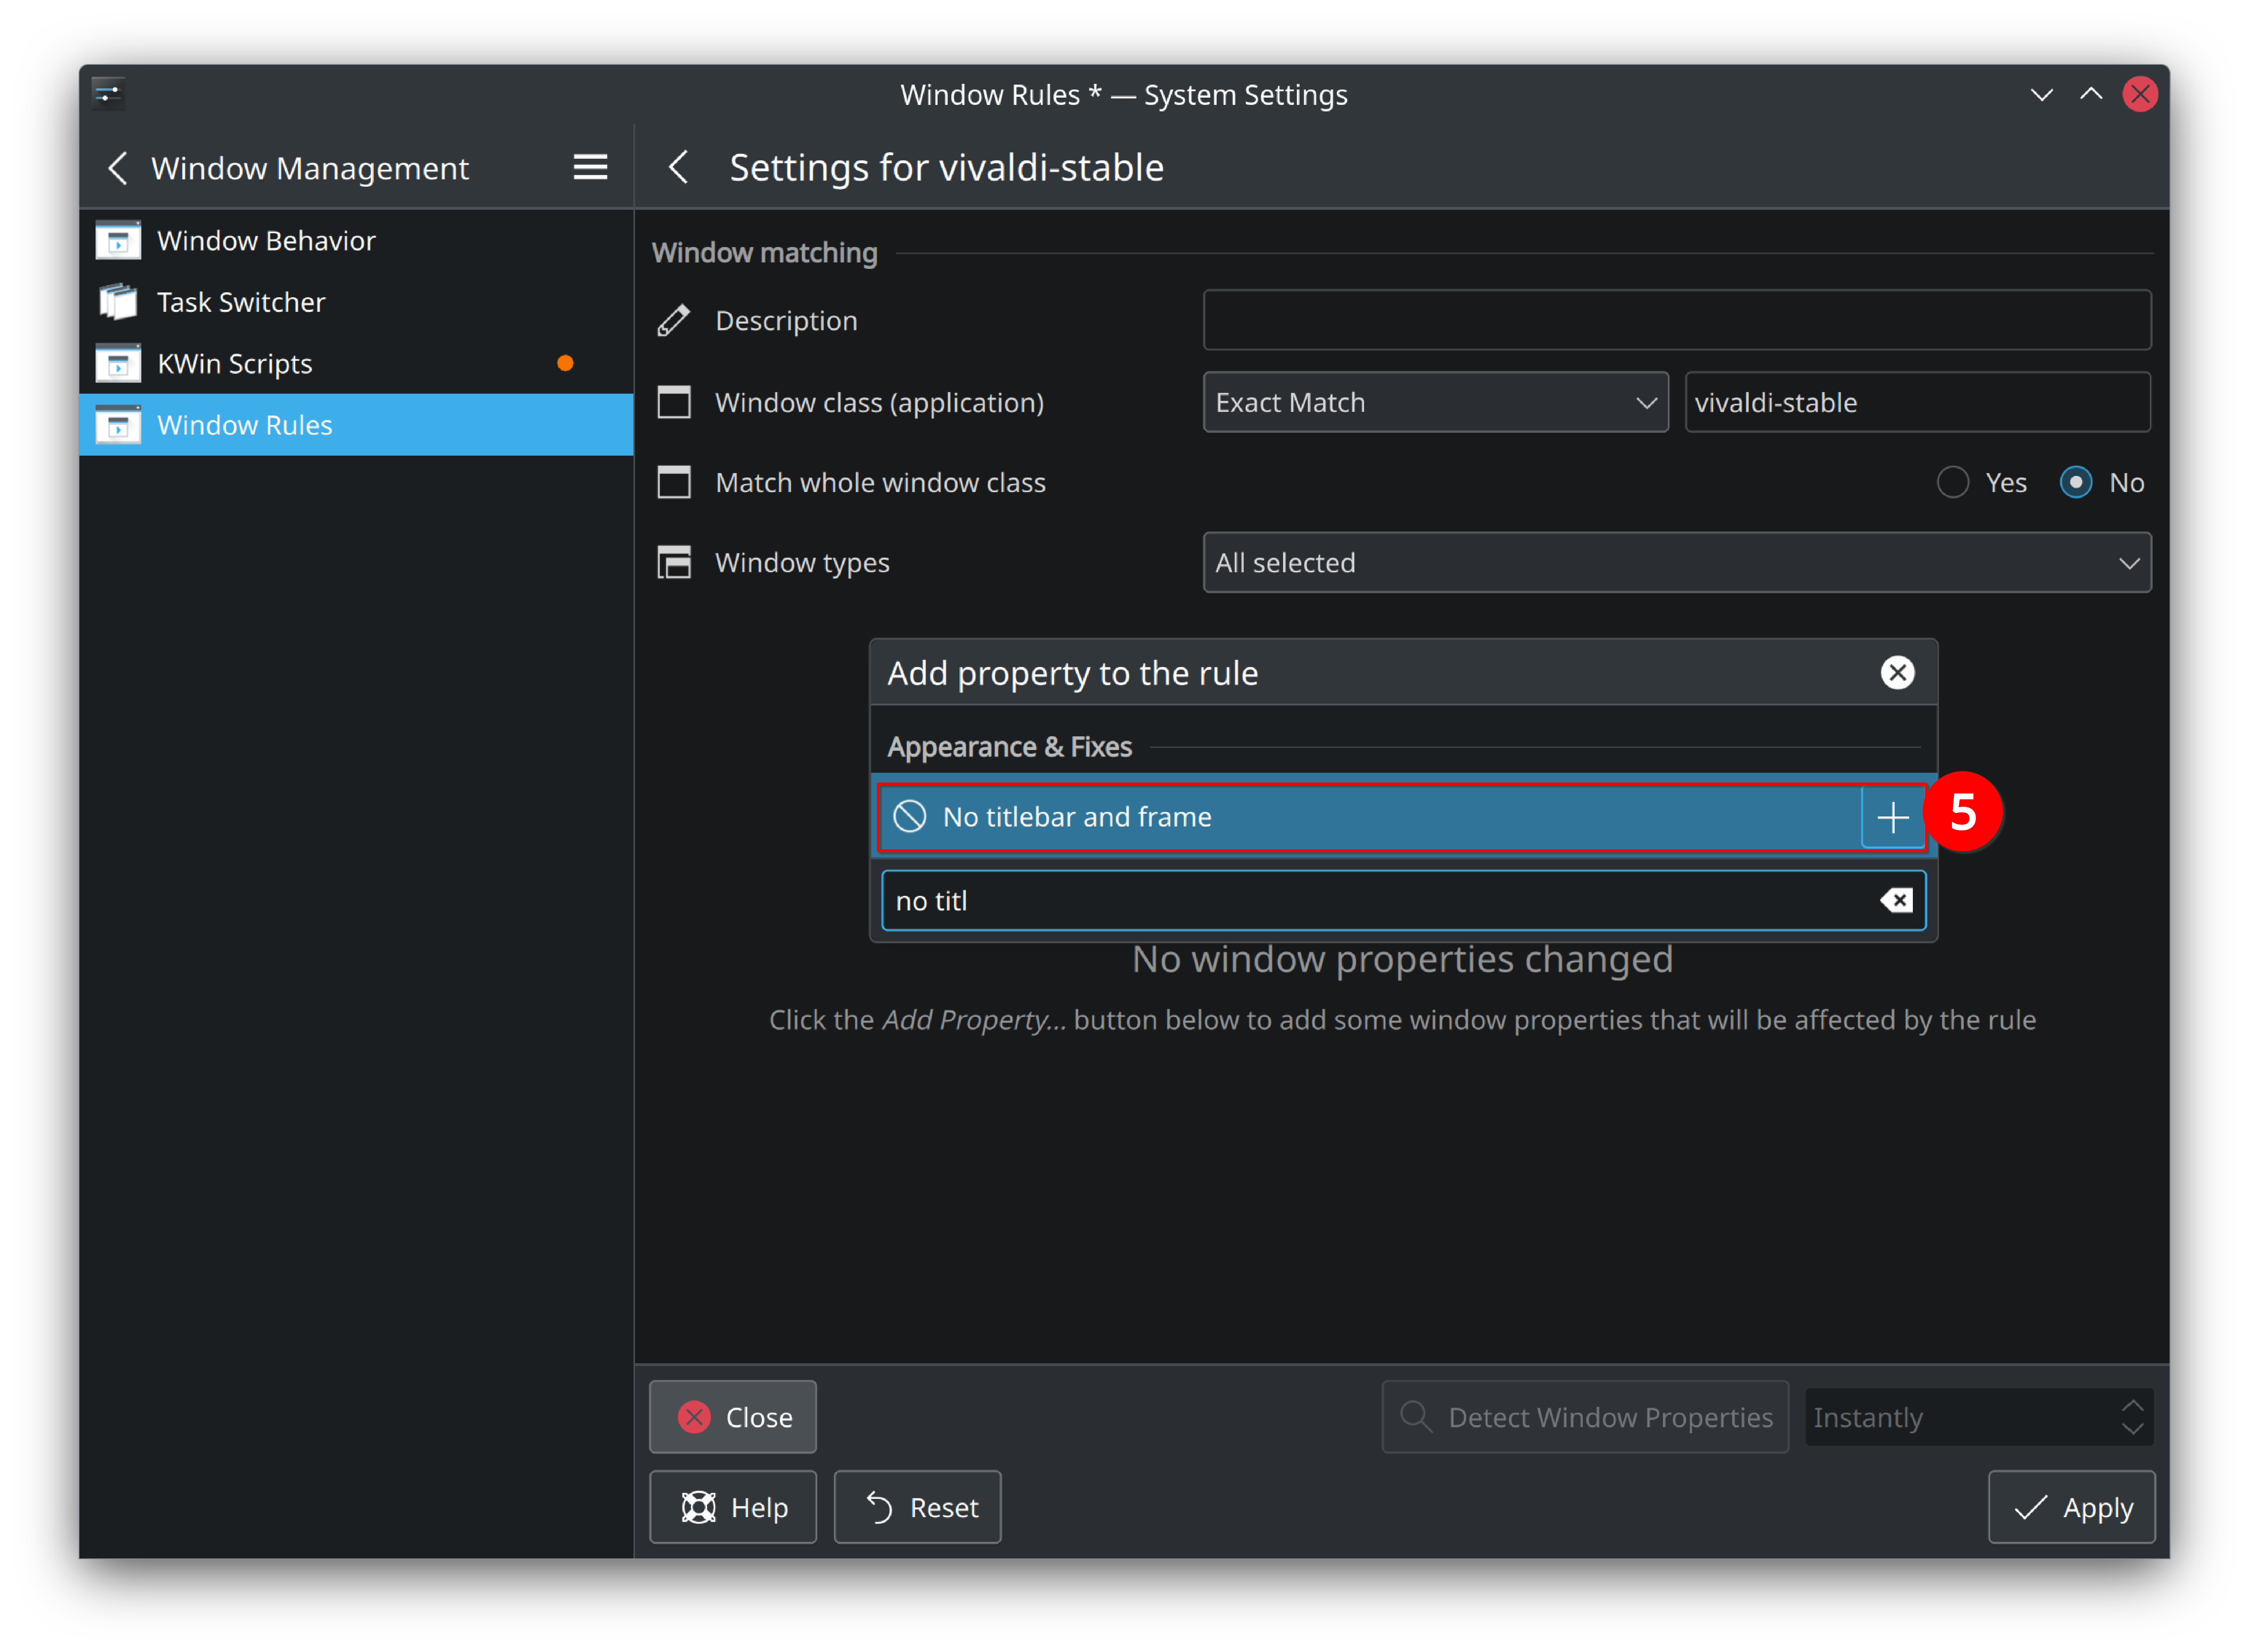 Window Rules * — System Settings
Window Management
Settings for vivaldi-stable
Window Behavior
Task Switcher
KWin Scripts
Window Rules
Window matching
Description
Window class (application) Exact Match vivaldi-stable
Match whole window class Yes No
Window types All selected
Add property to the rule
Appearance & Fixes
No titlebar and frame 5
no titl
No window properties changed
Click the Add Property... button below to add some window properties that will be affected by the rule
Close Detect Window Properties Instantly
Help Reset Apply